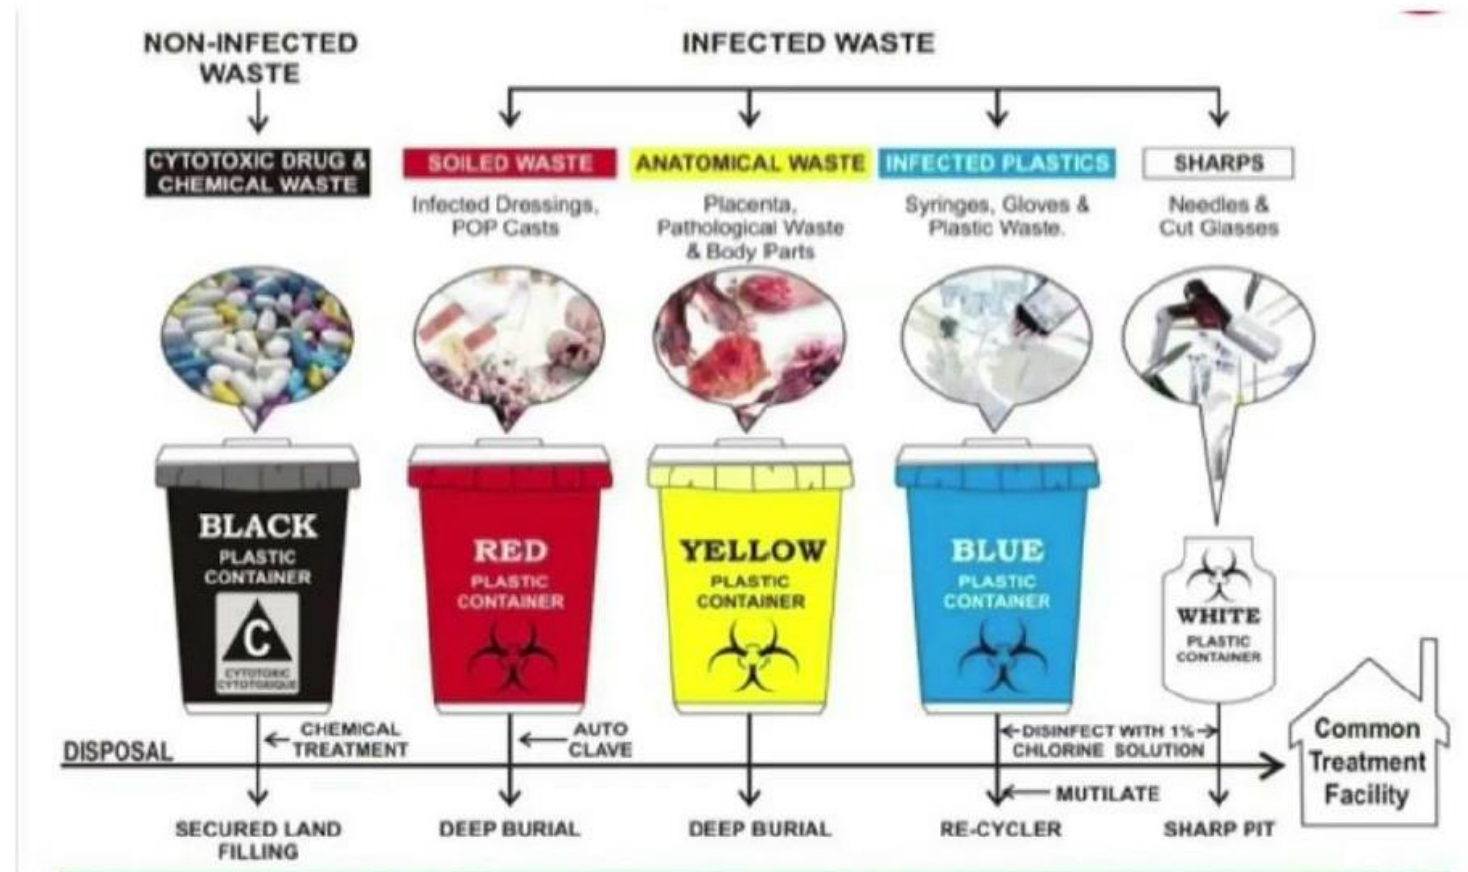 NON-INFECTED
WASTE
INFECTED WASTE
CYTOTOXIC DRUG &
CHEMICAL WASTE
SOILED WASTE
Infected Dressings,
POP Casts
ANATOMICAL WASTE
Placenta,
Pathological Waste
& Body Parts
INFECTED PLASTICS
Syringes, Gloves &
Plastic Waste.
SHARPS
Needles &
Cut Glasses
BLACK
PLASTIC
CONTAINER
C
CYTOTOXIC
CYTOTOXIQUE
RED
PLASTIC
CONTAINER
YELLOW
PLASTIC
CONTAINER
BLUE
PLASTIC
CONTAINER
WHITE
PLASTIC
CONTAINER
DISPOSAL
CHEMICAL
TREATMENT
AUTO
CLAVE
DISINFECT WITH 1%
CHLORINE SOLUTION
MUTILATE
SECURED LAND
FILLING
DEEP BURIAL
DEEP BURIAL
RE-CYCLER
SHARP PIT
Common
Treatment
Facility